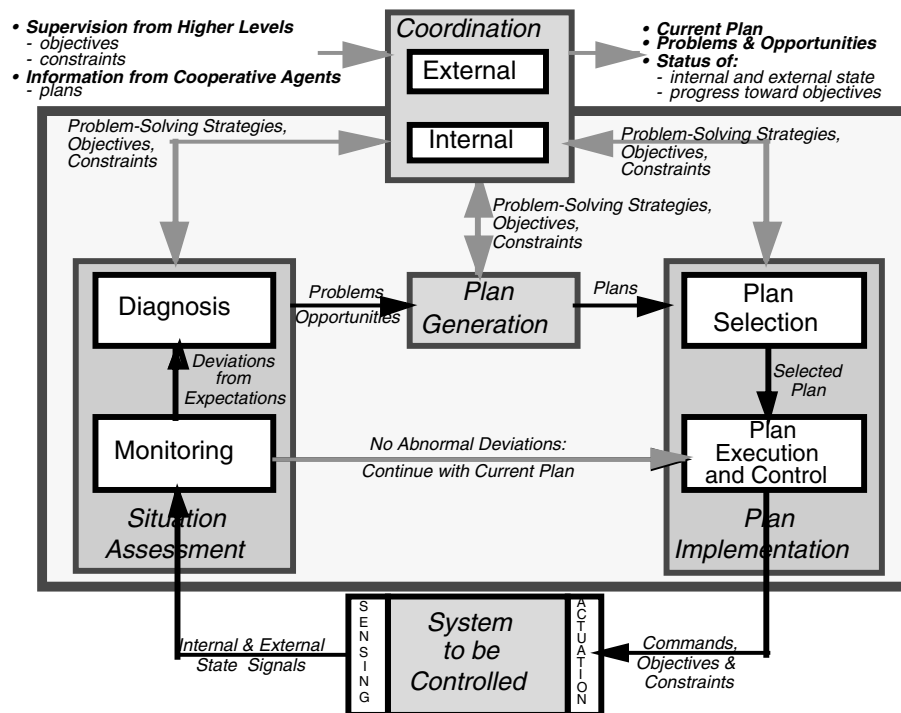 • Supervision from Higher Levels
- objectives
- constraints
• Information from Cooperative Agents
- plans
Coordination
External
Internal
• Current Plan
• Problems & Opportunities
• Status of:
- internal and external state
- progress toward objectives
Problem-Solving Strategies,
Objectives,
Constraints
Problem-Solving Strategies,
Objectives,
Constraints
Problem-Solving Strategies,
Objectives,
Constraints
Diagnosis
Problems
Opportunities
Plan
Generation
Plans
Plan
Selection
Deviations
from
Expectations
Selected
Plan
Monitoring
No Abnormal Deviations:
Continue with Current Plan
Plan
Execution
and Control
Situation
Assessment
Plan
Implementation
Internal & External
State Signals
SENSING
System
to be
Controlled
ACTUATION
Commands,
Objectives &
Constraints